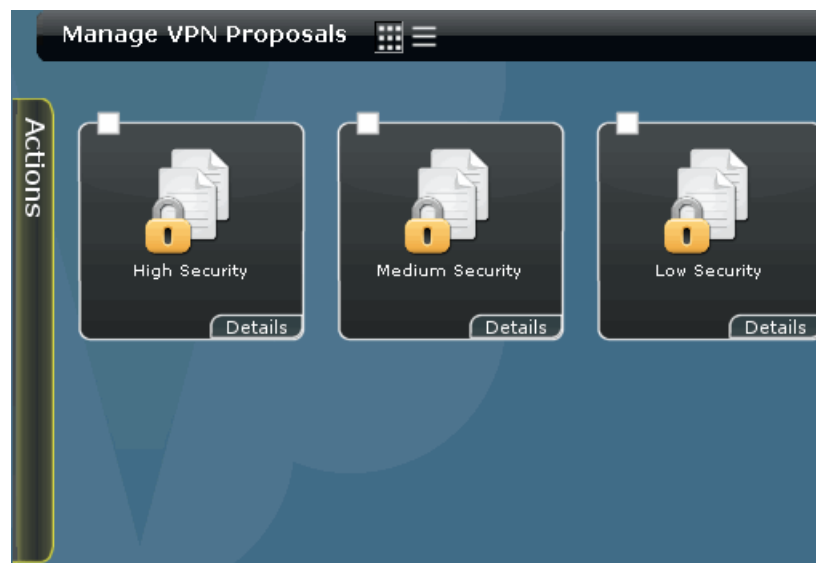 Manage VPN Proposals
Actions
High Security
Medium Security
Low Security
Details
Details
Details